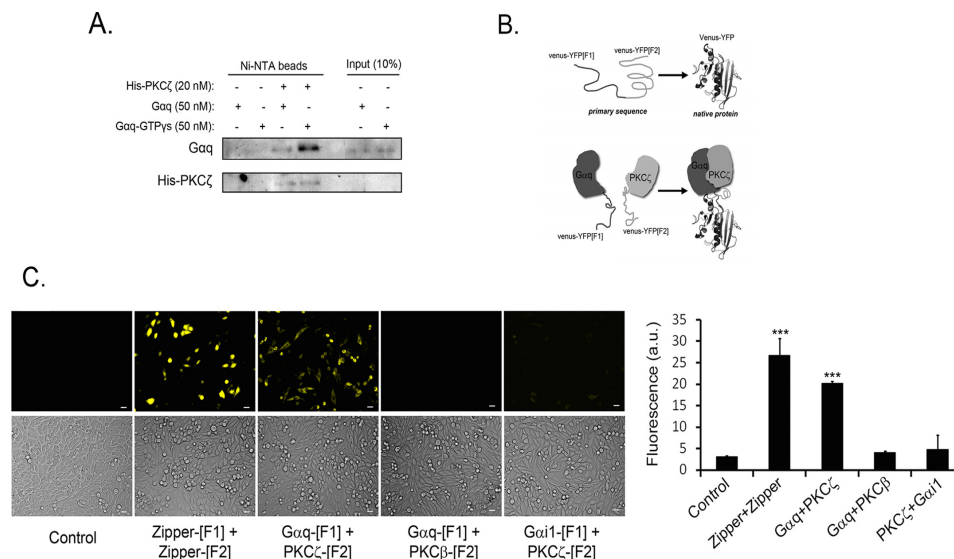 A.
Ni-NTA beads Input (10%)
His-PKCζ (20 nM): - - + + - -
Gαq (50 nM): + - + - + -
Gαq-GTPγs (50 nM): - + - + - +
Gαq
His-PKCζ
B.
venus-YFP[F1] venus-YFP[F2] Venus-YFP
primary sequence native protein
Gαq PKCζ Gαq PKCζ
venus-YFP[F1] venus-YFP[F2]
C.
Control
Zipper-[F1] +
Zipper-[F2]
Gαq-[F1] +
PKCζ-[F2]
Gαq-[F1] +
PKCβ-[F2]
Gαi1-[F1] +
PKCζ-[F2]
Fluorescence (a.u.)
35
30
25
20
15
10
5
0
***
***
Control
Zipper+Zipper
Gαq+PKCζ
Gαq+PKCβ
PKCζ+Gαi1